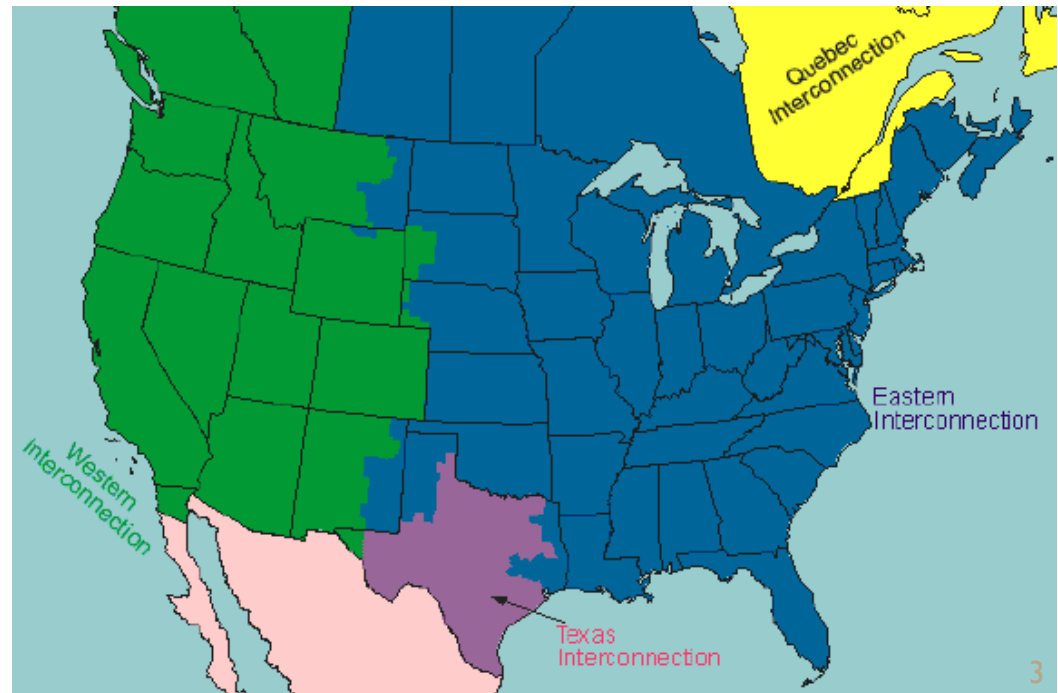 Quebec
Interconnection
Eastern
Interconnection
Western
Interconnection
Texas
Interconnection
3